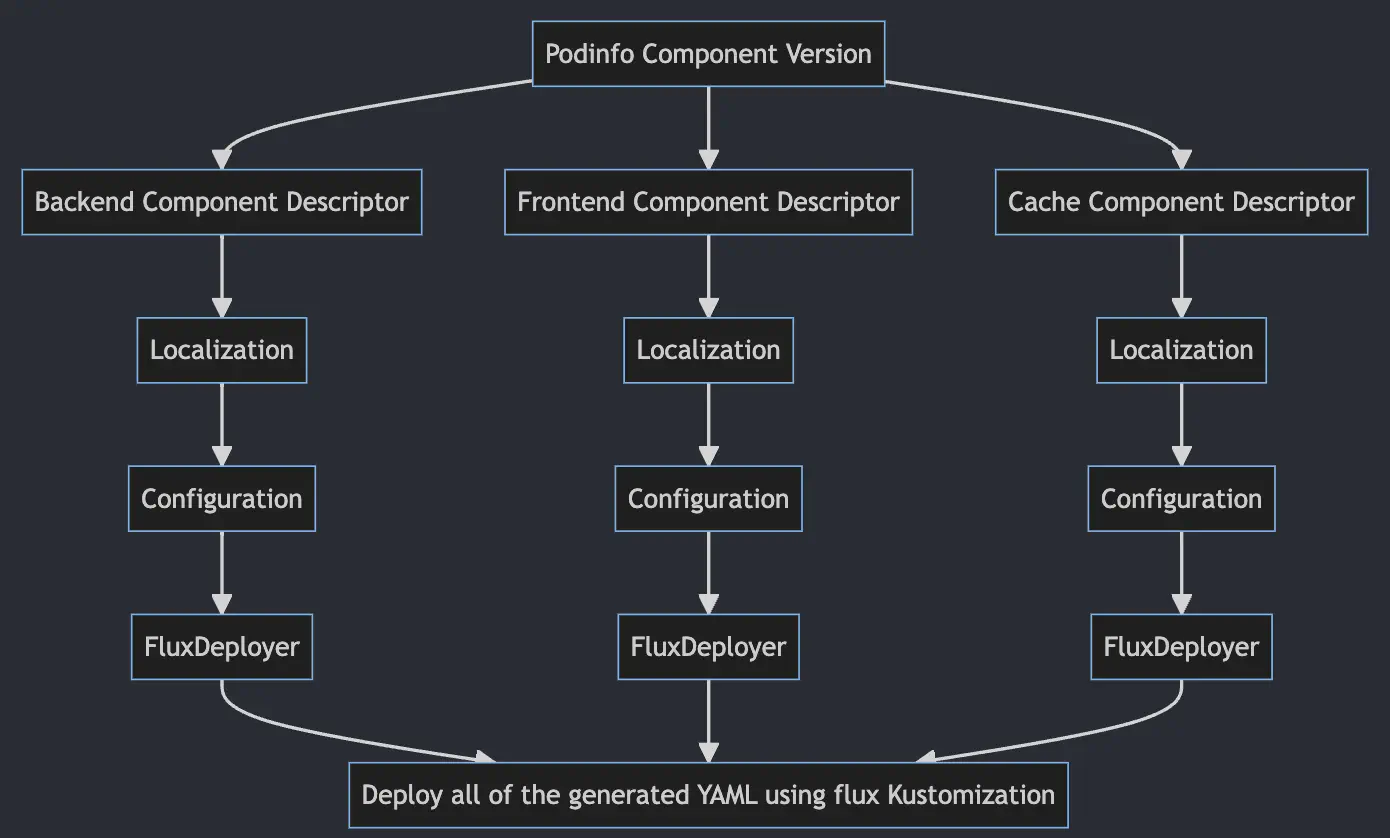 Podinfo Component Version
Backend Component Descriptor
Frontend Component Descriptor
Cache Component Descriptor
Localization
Localization
Localization
Configuration
Configuration
Configuration
FluxDeployer
FluxDeployer
FluxDeployer
Deploy all of the generated YAML using flux Kustomization